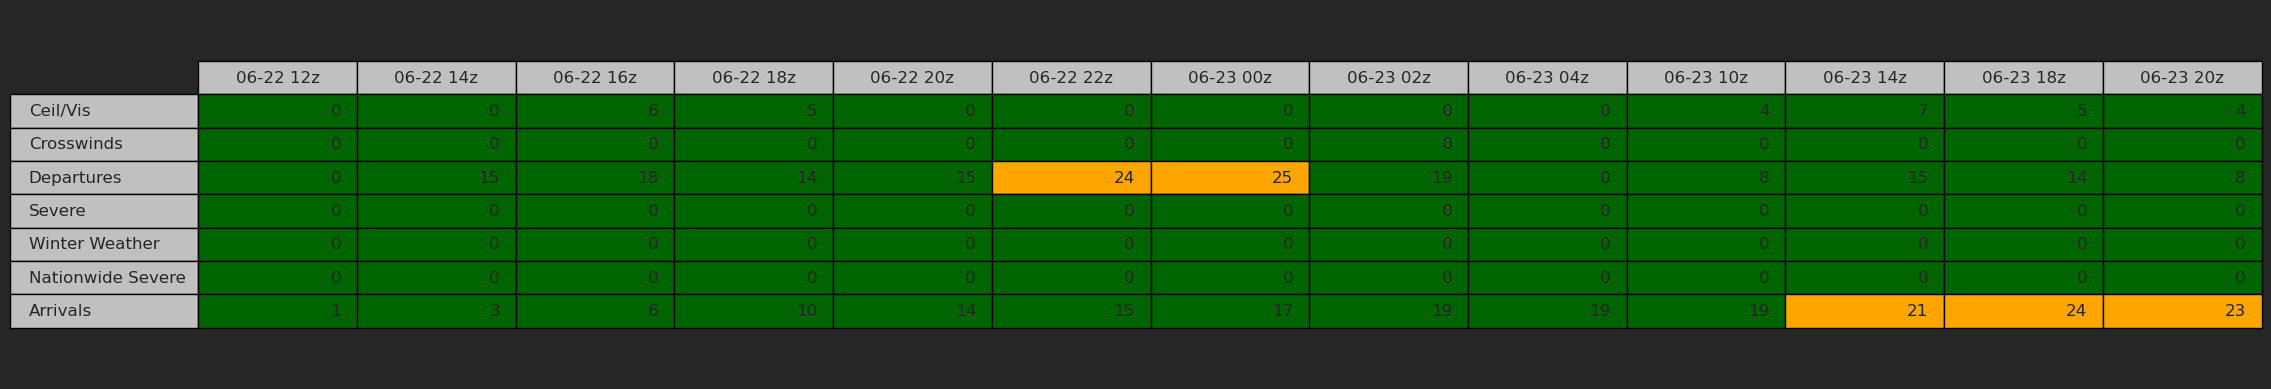 06-22 12z 06-22 14z 06-22 16z 06-22 18z 06-22 20z 06-22 22z 06-23 00z 06-23 02z 06-23 04z 06-23 10z 06-23 14z 06-23 18z 06-23 20z
Ceil/Vis 0 0 6 5 0 0 0 0 0 4 7 5 4
Crosswinds 0 0 0 0 0 0 0 0 0 0 0 0 0
Departures 0 15 18 14 15 24 25 19 0 8 15 14 8
Severe 0 0 0 0 0 0 0 0 0 0 0 0 0
Winter Weather 0 0 0 0 0 0 0 0 0 0 0 0 0
Nationwide Severe 0 0 0 0 0 0 0 0 0 0 0 0 0
Arrivals 1 3 6 10 14 15 17 19 19 19 21 24 23